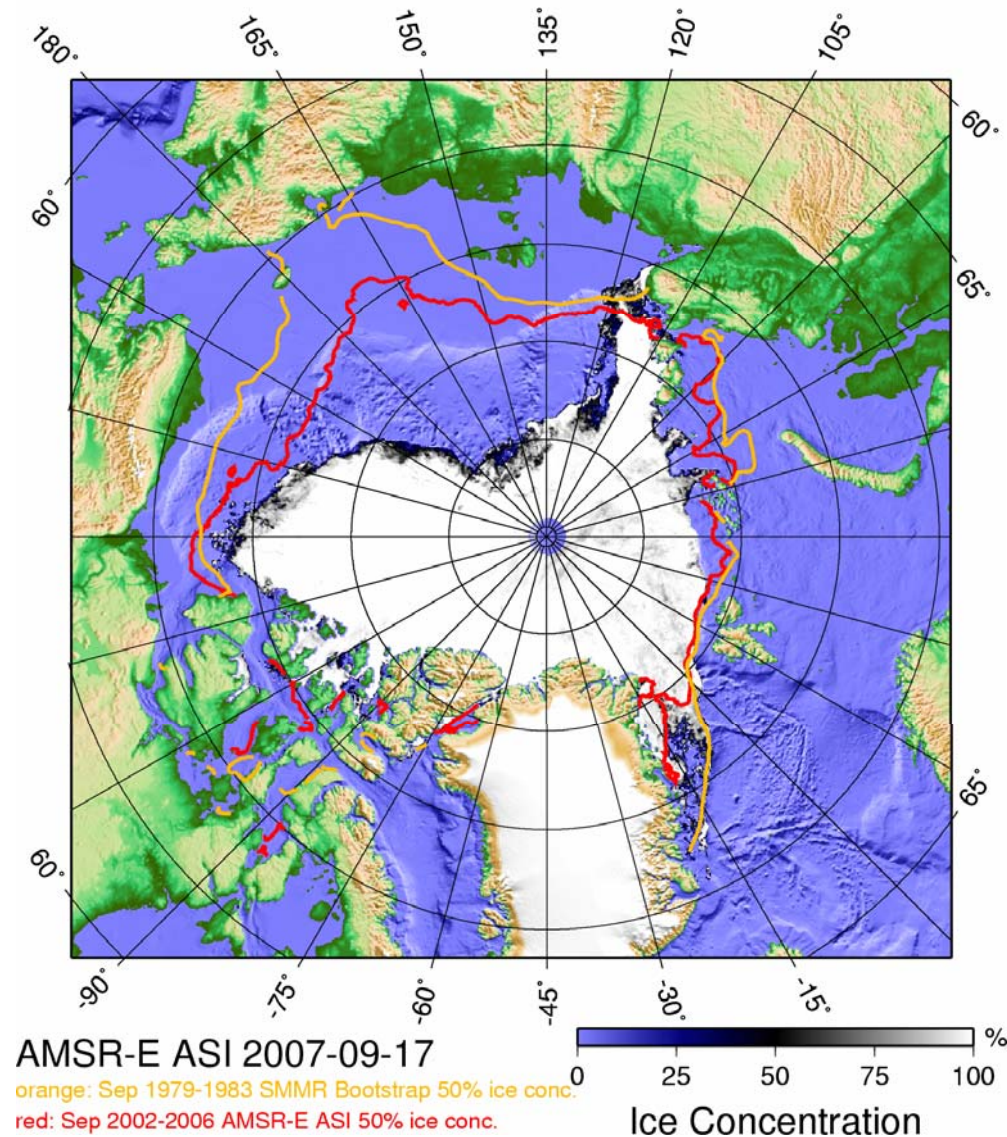 180° 165° 150° 135° 120° 105°
60°
60°
65°
60°
65°
-90° -75° -60° -45° -30° -15°
AMSR-E ASI 2007-09-17
orange: Sep 1979-1983 SMMR Bootstrap 50% ice conc.
red: Sep 2002-2006 AMSR-E ASI 50% ice conc.
%
0 25 50 75 100
Ice Concentration